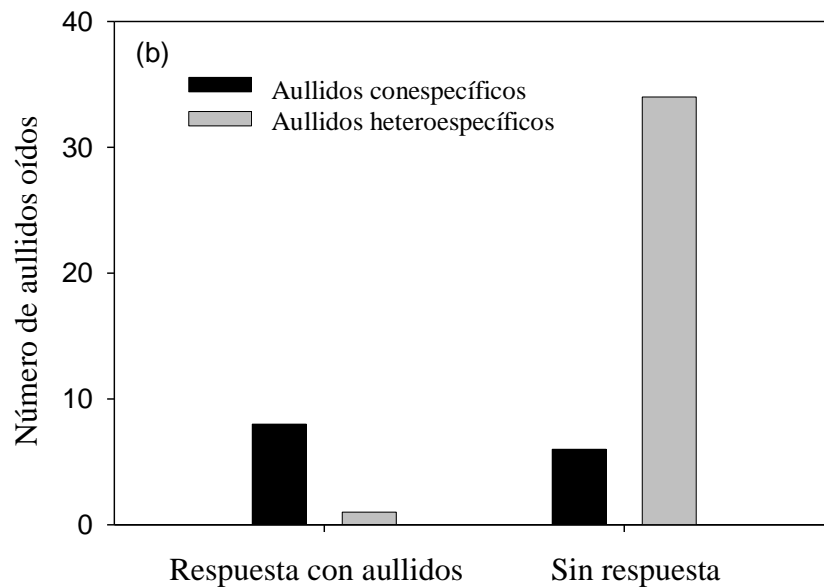 40
(b)
Aullidos conespecíficos
Aullidos heteroespecíficos
30
20
10
0
Número de aullidos oídos
Respuesta con aullidos
Sin respuesta